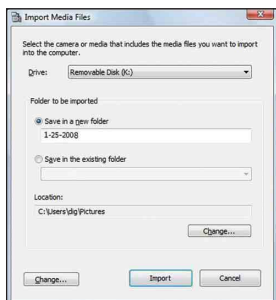 Import Media Files
Select the camera or media that includes the media files you want to import
into the computer.
Drive: Removable Disk (K:)
Folder to be imported
Save in a new folder
1-25-2008
Save in the existing folder
Location:
C:\Users\dig\Pictures
Change...
Change... Import Cancel